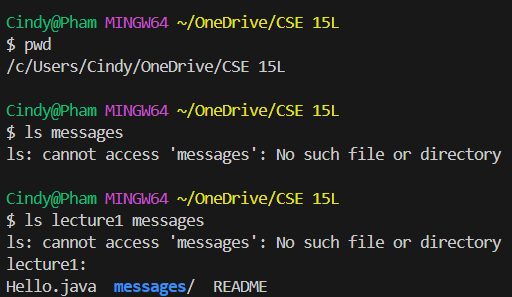 Cindy@Pham MINGW64 ~/OneDrive/CSE 15L
$ pwd
/c/Users/Cindy/OneDrive/CSE 15L
Cindy@Pham MINGW64 ~/OneDrive/CSE 15L
$ ls messages
ls: cannot access 'messages': No such file or directory
Cindy@Pham MINGW64 ~/OneDrive/CSE 15L
$ ls lecture1 messages
ls: cannot access 'messages': No such file or directory
lecture1:
Hello.java  messages/  README